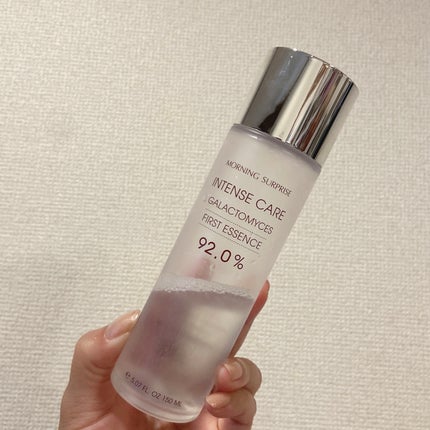 MORNING SURPRISE
INTENSE CARE
GALACTOMYCES
FIRST ESSENCE
92.0%
℮ 5.07 FL. OZ 150 ML